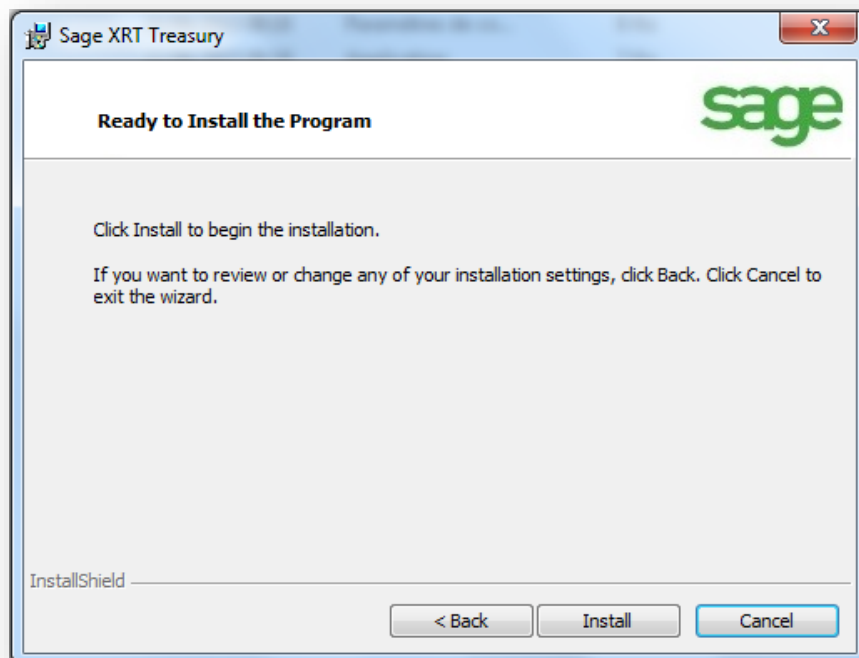 Sage XRT Treasury
x
Ready to Install the Program
sage
Click Install to begin the installation.
If you want to review or change any of your installation settings, click Back. Click Cancel to
exit the wizard.
InstallShield
< Back
Install
Cancel